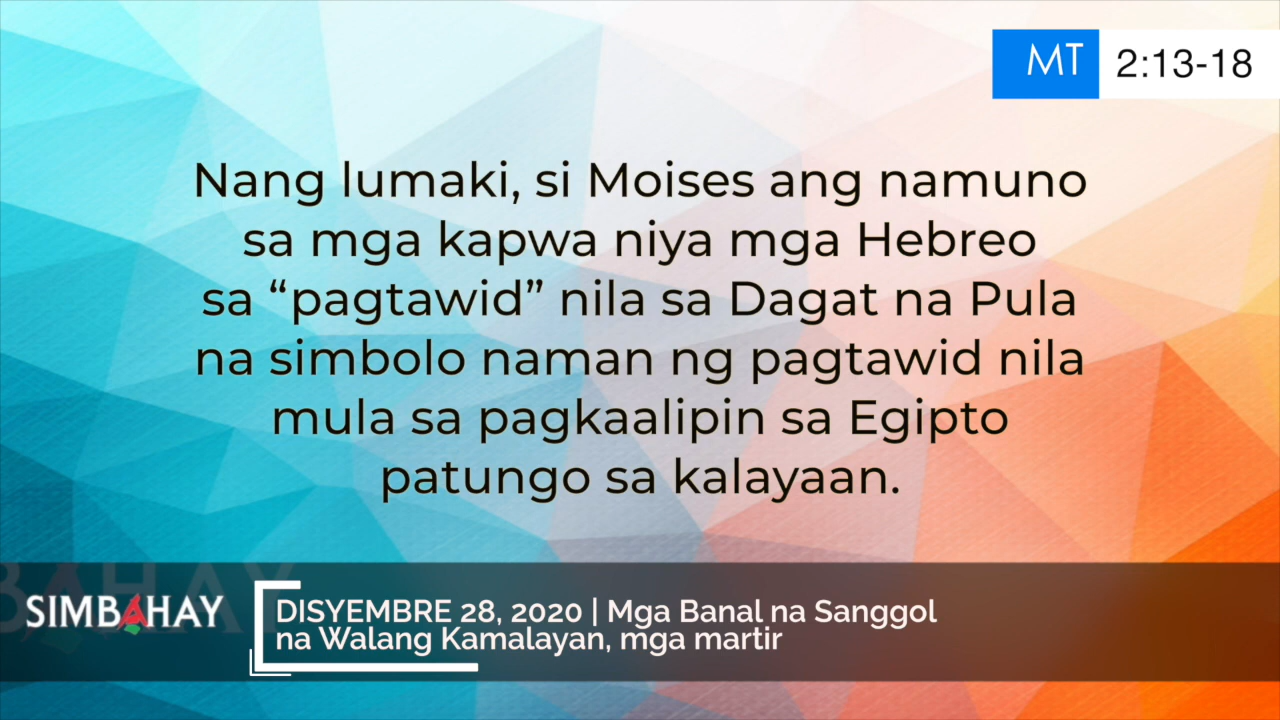 MT 2:13-18
Nang lumaki, si Moises ang namuno
sa mga kapwa niya mga Hebreo
sa “pagtawid” nila sa Dagat na Pula
na simbolo naman ng pagtawid nila
mula sa pagkaalipin sa Egipto
patungo sa kalayaan.
SIMBAHAY
DISYEMBRE 28, 2020 | Mga Banal na Sanggol
na Walang Kamalayan, mga martir